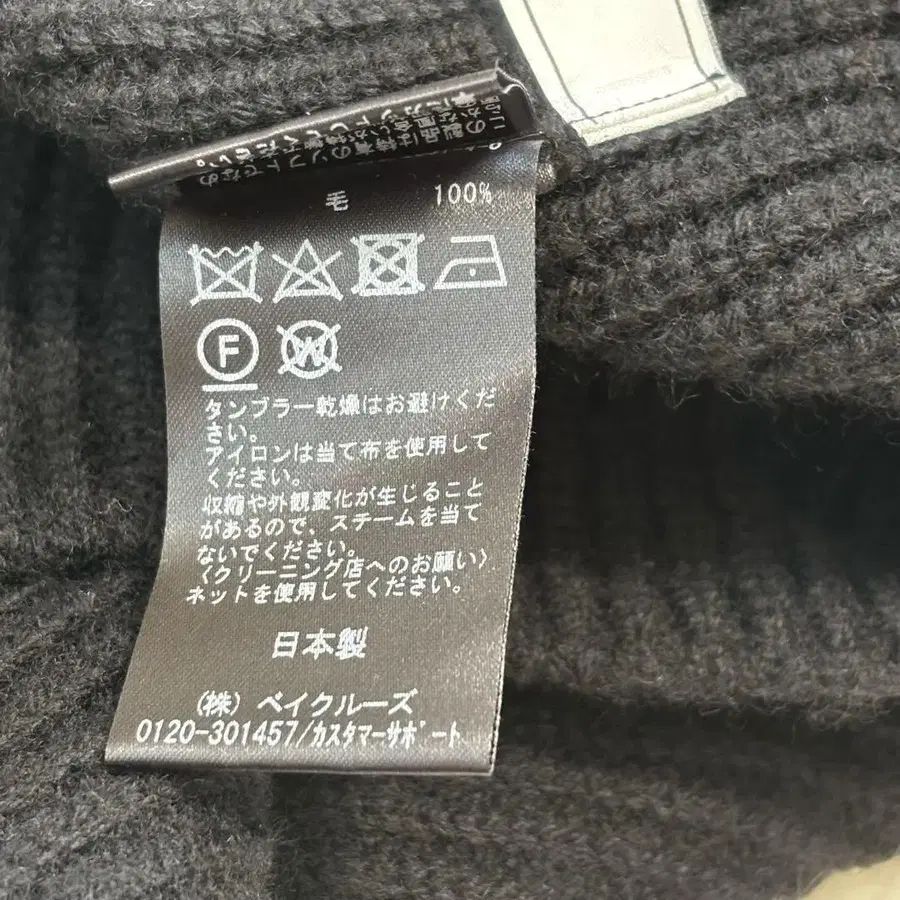 毛 100%
F
W
タンブラー乾燥はお避けくだ
さい。
アイロンは当て布を使用して
ください。
収縮や外観変化が生じること
があるので、スチームを当て
ないでください。
〈クリーニング店へのお願い〉
ネットを使用してください。
日本製
(株) ベイクルーズ
0120-301457/カスタマーサポート